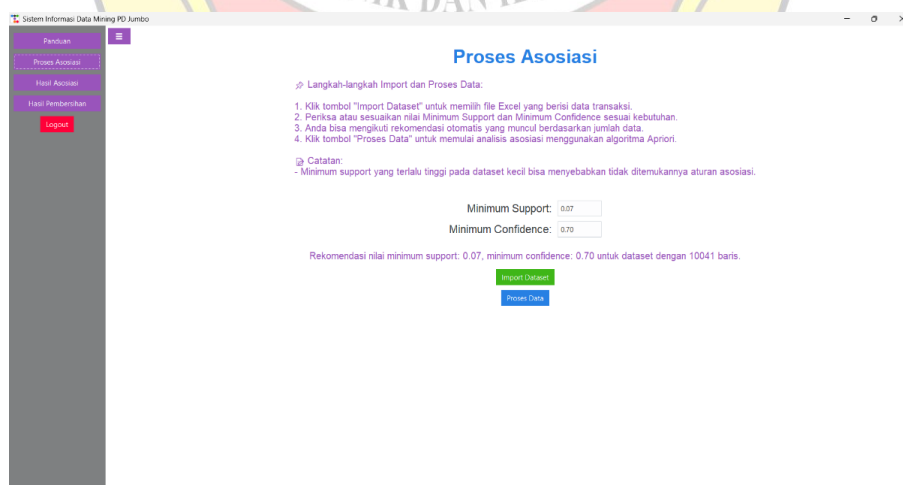 Sistem Informasi Data Mining PD Jumbo
Panduan
Proses Asosiasi
Hasil Asosiasi
Hasil Pembersihan
Logout
Proses Asosiasi
Langkah-langkah Import dan Proses Data:
1. Klik tombol "Import Dataset" untuk memilih file Excel yang berisi data transaksi.
2. Periksa atau sesuaikan nilai Minimum Support dan Minimum Confidence sesuai kebutuhan.
3. Anda bisa mengikuti rekomendasi otomatis yang muncul berdasarkan jumlah data.
4. Klik tombol "Proses Data" untuk memulai analisis asosiasi menggunakan algoritma Apriori.
Catatan:
- Minimum support yang terlalu tinggi pada dataset kecil bisa menyebabkan tidak ditemukannya aturan asosiasi.
Minimum Support: 0.07
Minimum Confidence: 0.70
Rekomendasi nilai minimum support: 0.07, minimum confidence: 0.70 untuk dataset dengan 10041 baris.
Import Dataset
Proses Data